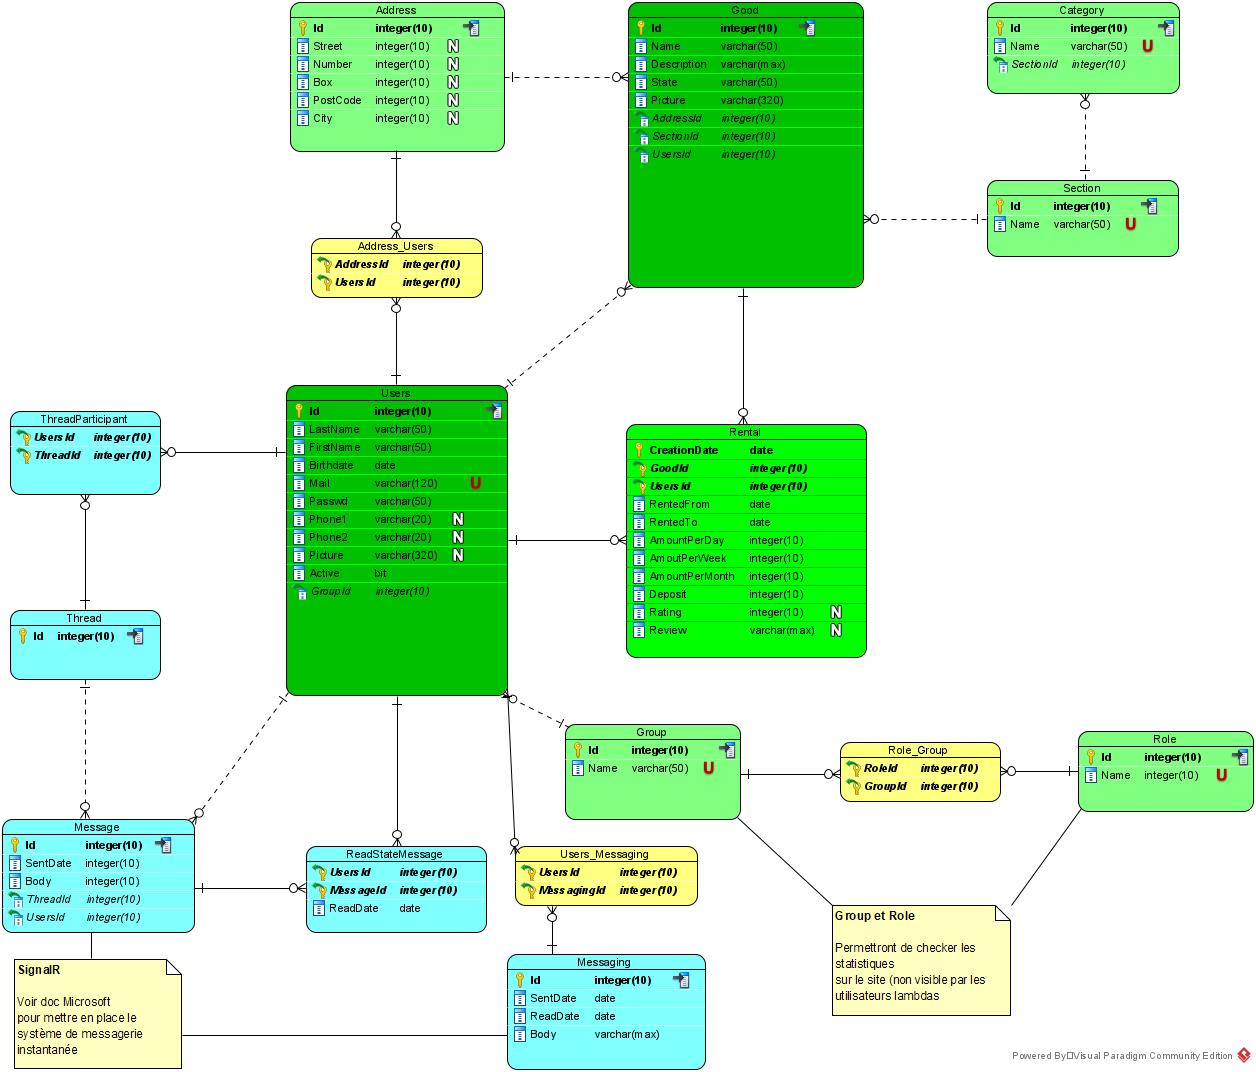 Address
Id integer(10)
Street integer(10) N
Number integer(10) N
Box integer(10) N
PostCode integer(10) N
City integer(10) N
Good
Id integer(10)
Name varchar(50)
Description varchar(max)
State varchar(50)
Picture varchar(320)
AddressId integer(10)
SectionId integer(10)
UsersId integer(10)
Category
Id integer(10)
Name varchar(50) U
SectionId integer(10)
Section
Id integer(10)
Name varchar(50) U
Address_Users
AddressId integer(10)
UsersId integer(10)
Users
Id integer(10)
LastName varchar(50)
FirstName varchar(50)
Birthdate date
Mail varchar(120) U
Passwd varchar(50)
Phone1 varchar(20) N
Phone2 varchar(20) N
Picture varchar(320) N
Active bit
GroupId integer(10)
ThreadParticipant
UsersId integer(10)
ThreadId integer(10)
Rental
CreationDate date
GoodId integer(10)
UsersId integer(10)
RentedFrom date
RentedTo date
AmountPerDay integer(10)
AmoutPerWeek integer(10)
AmountPerMonth integer(10)
Deposit integer(10)
Rating integer(10) N
Review varchar(max) N
Thread
Id integer(10)
Group
Id integer(10)
Name varchar(50) U
Role_Group
RoleId integer(10)
GroupId integer(10)
Role
Id integer(10)
Name integer(10) U
Message
Id integer(10)
SentDate integer(10)
Body integer(10)
ThreadId integer(10)
UsersId integer(10)
ReadStateMessage
UsersId integer(10)
MessageId integer(10)
ReadDate date
Users_Messaging
UsersId integer(10)
MessagingId integer(10)
Group et Role
Permettront de checker les
statistiques
sur le site (non visible par les
utilisateurs lambdas
SignalR
Voir doc Microsoft
pour mettre en place le
système de messagerie
instantanée
Messaging
Id integer(10)
SentDate date
ReadDate date
Body varchar(max)
Powered By Visual Paradigm Community Edition